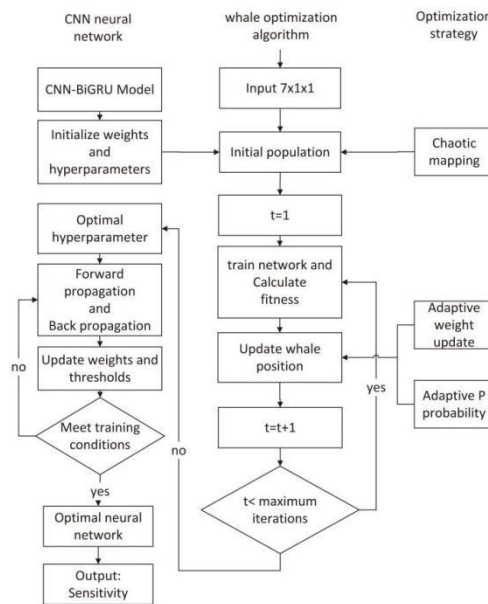 CNN neural
network
whale optimization
algorithm
Optimization
strategy
CNN-BiGRU Model
Input 7x1x1
Initialize weights
and
hyperparameters
Initial population
Chaotic
mapping
t=1
Optimal
hyperparameter
train network and
Calculate
fitness
Forward
propagation
and
Back propagation
Adaptive
weight
update
Update whale
position
no
Update weights and
thresholds
yes
Adaptive P
probability
t=t+1
Meet training
conditions
no
yes
t< maximum
iterations
Optimal neural
network
Output:
Sensitivity